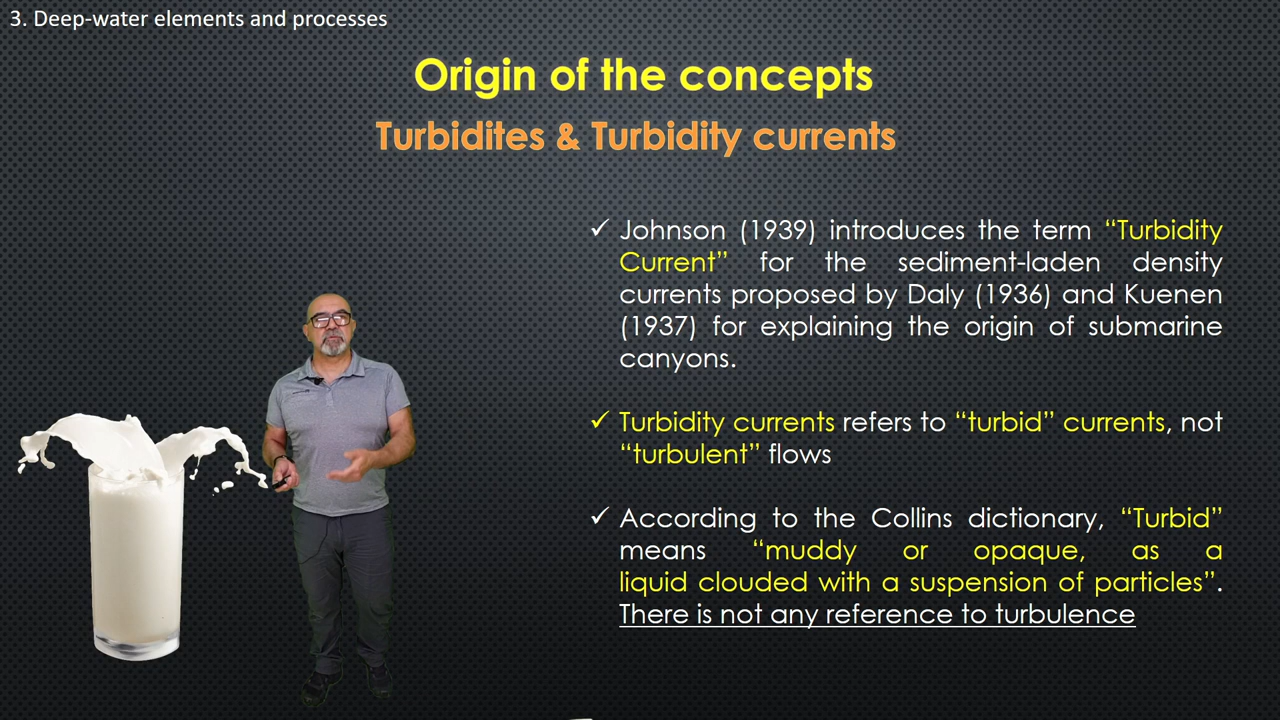 3. Deep-water elements and processes
Origin of the concepts
Turbidites & Turbidity currents
✓ Johnson (1939) introduces the term “Turbidity
Current” for the sediment-laden density
currents proposed by Daly (1936) and Kuenen
(1937) for explaining the origin of submarine
canyons.
✓ Turbidity currents refers to “turbid” currents, not
“turbulent” flows
✓ According to the Collins dictionary, “Turbid”
means “muddy or opaque, as a
liquid clouded with a suspension of particles”.
There is not any reference to turbulence